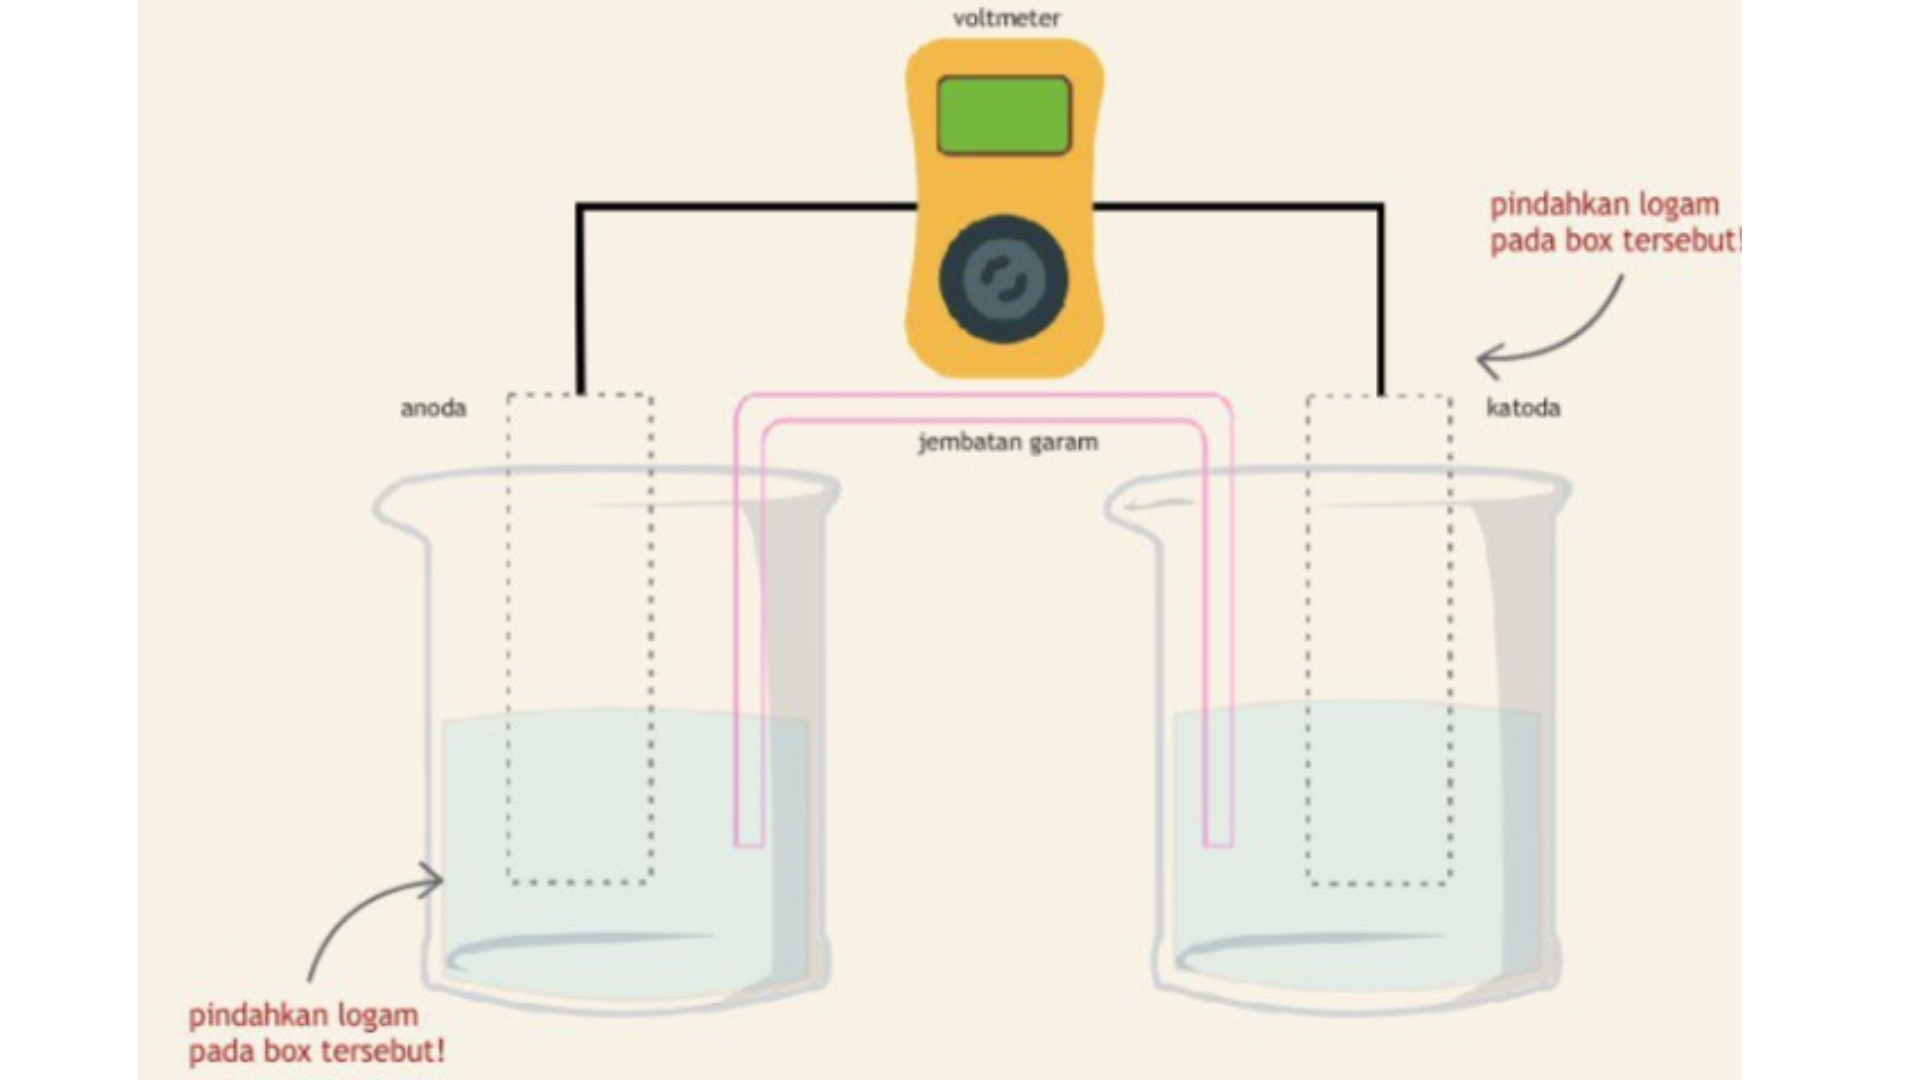 voltmeter
pindahkan logam
pada box tersebut!
anoda
katoda
jembatan garam
pindahkan logam
pada box tersebut!